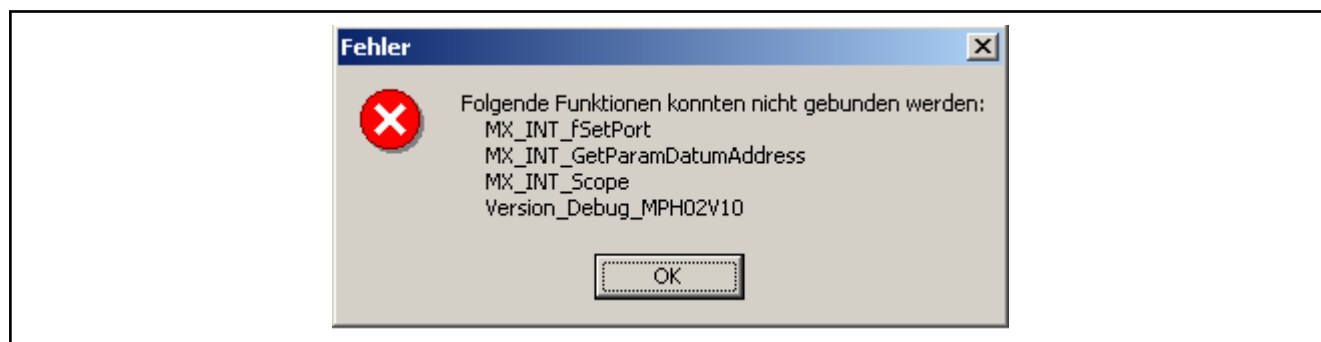 Fehler
Folgende Funktionen konnten nicht gebunden werden:
MX_INT_fSetPort
MX_INT_GetParamDatumAddress
MX_INT_Scope
Version_Debug_MPH02V10
OK